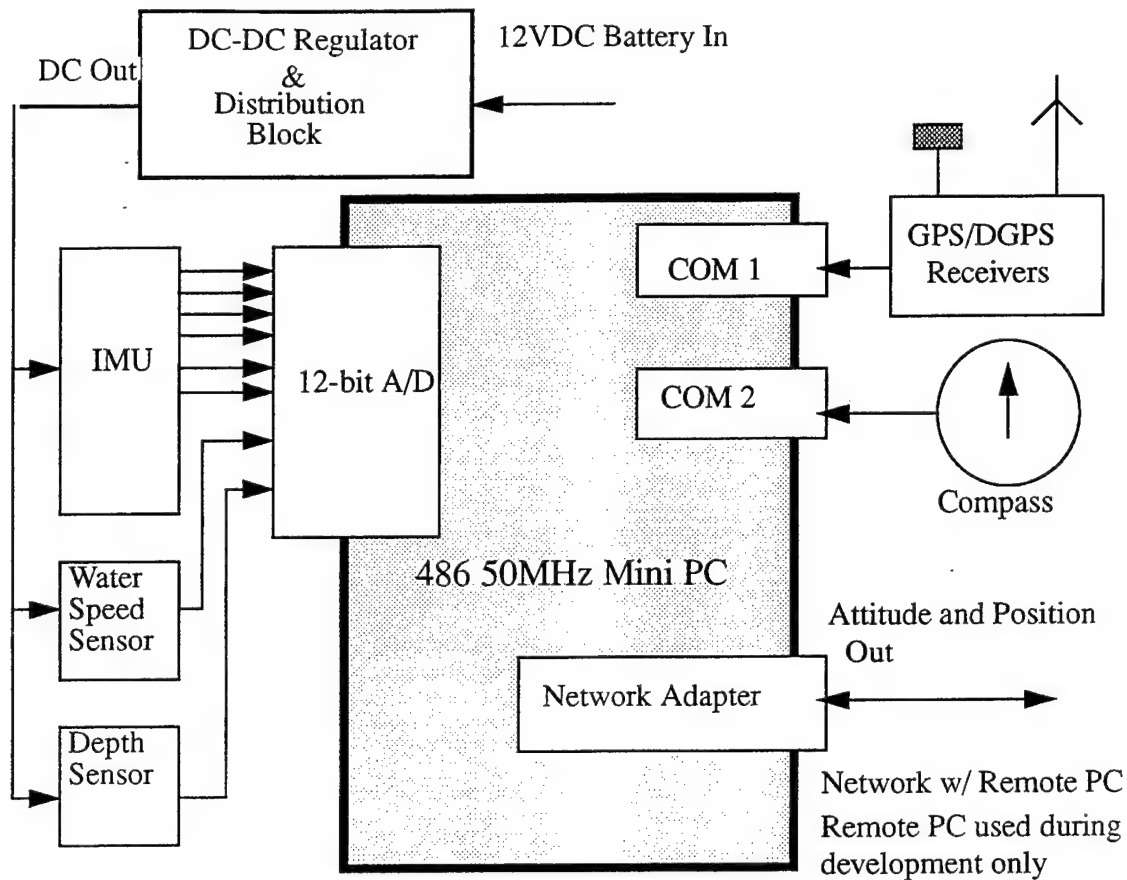 DC-DC Regulator
&
Distribution
Block
12VDC Battery In
DC Out
GPS/DGPS
Receivers
COM 1
IMU
12-bit A/D
COM 2
Compass
486 50MHz Mini PC
Water
Speed
Sensor
Attitude and Position
Out
Network Adapter
Depth
Sensor
Network w/ Remote PC
Remote PC used during
development only